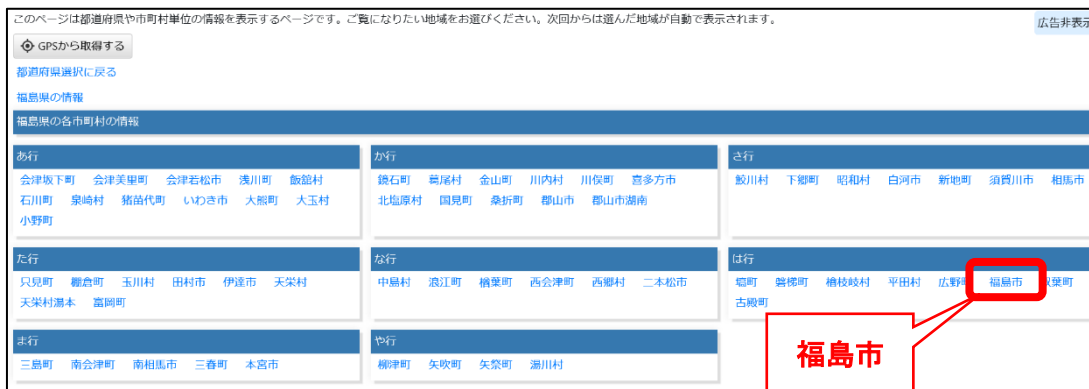 このページは都道府県や市町村単位の情報を表示するページです。ご覧になりたい地域をお選びください。次回からは選んだ地域が自動で表示されます。
広告非表示
GPSから取得する
都道府県選択に戻る
福島県の情報
福島県の各市町村の情報
あ行
会津坂下町 会津美里町 会津若松市 浅川町 飯舘村
石川町 泉崎村 猪苗代町 いわき市 大熊町 大玉村
小野町
か行
鏡石町 葛尾村 金山町 川内村 川俣町 喜多方市
北塩原村 国見町 桑折町 郡山市 郡山市湖南
さ行
鮫川村 下郷町 昭和村 白河市 新地町 須賀川市 相馬市
た行
只見町 棚倉町 玉川村 田村市 伊達市 天栄村
天栄村湯本 富岡町
な行
中島村 浪江町 楢葉町 西会津町 西郷村 二本松市
は行
塙町 磐梯町 檜枝岐村 平田村 広野町 福島市 双葉町
古殿町
ま行
三島町 南会津町 南相馬市 三春町 本宮市
や行
柳津町 矢吹町 矢祭町 湯川村
福島市